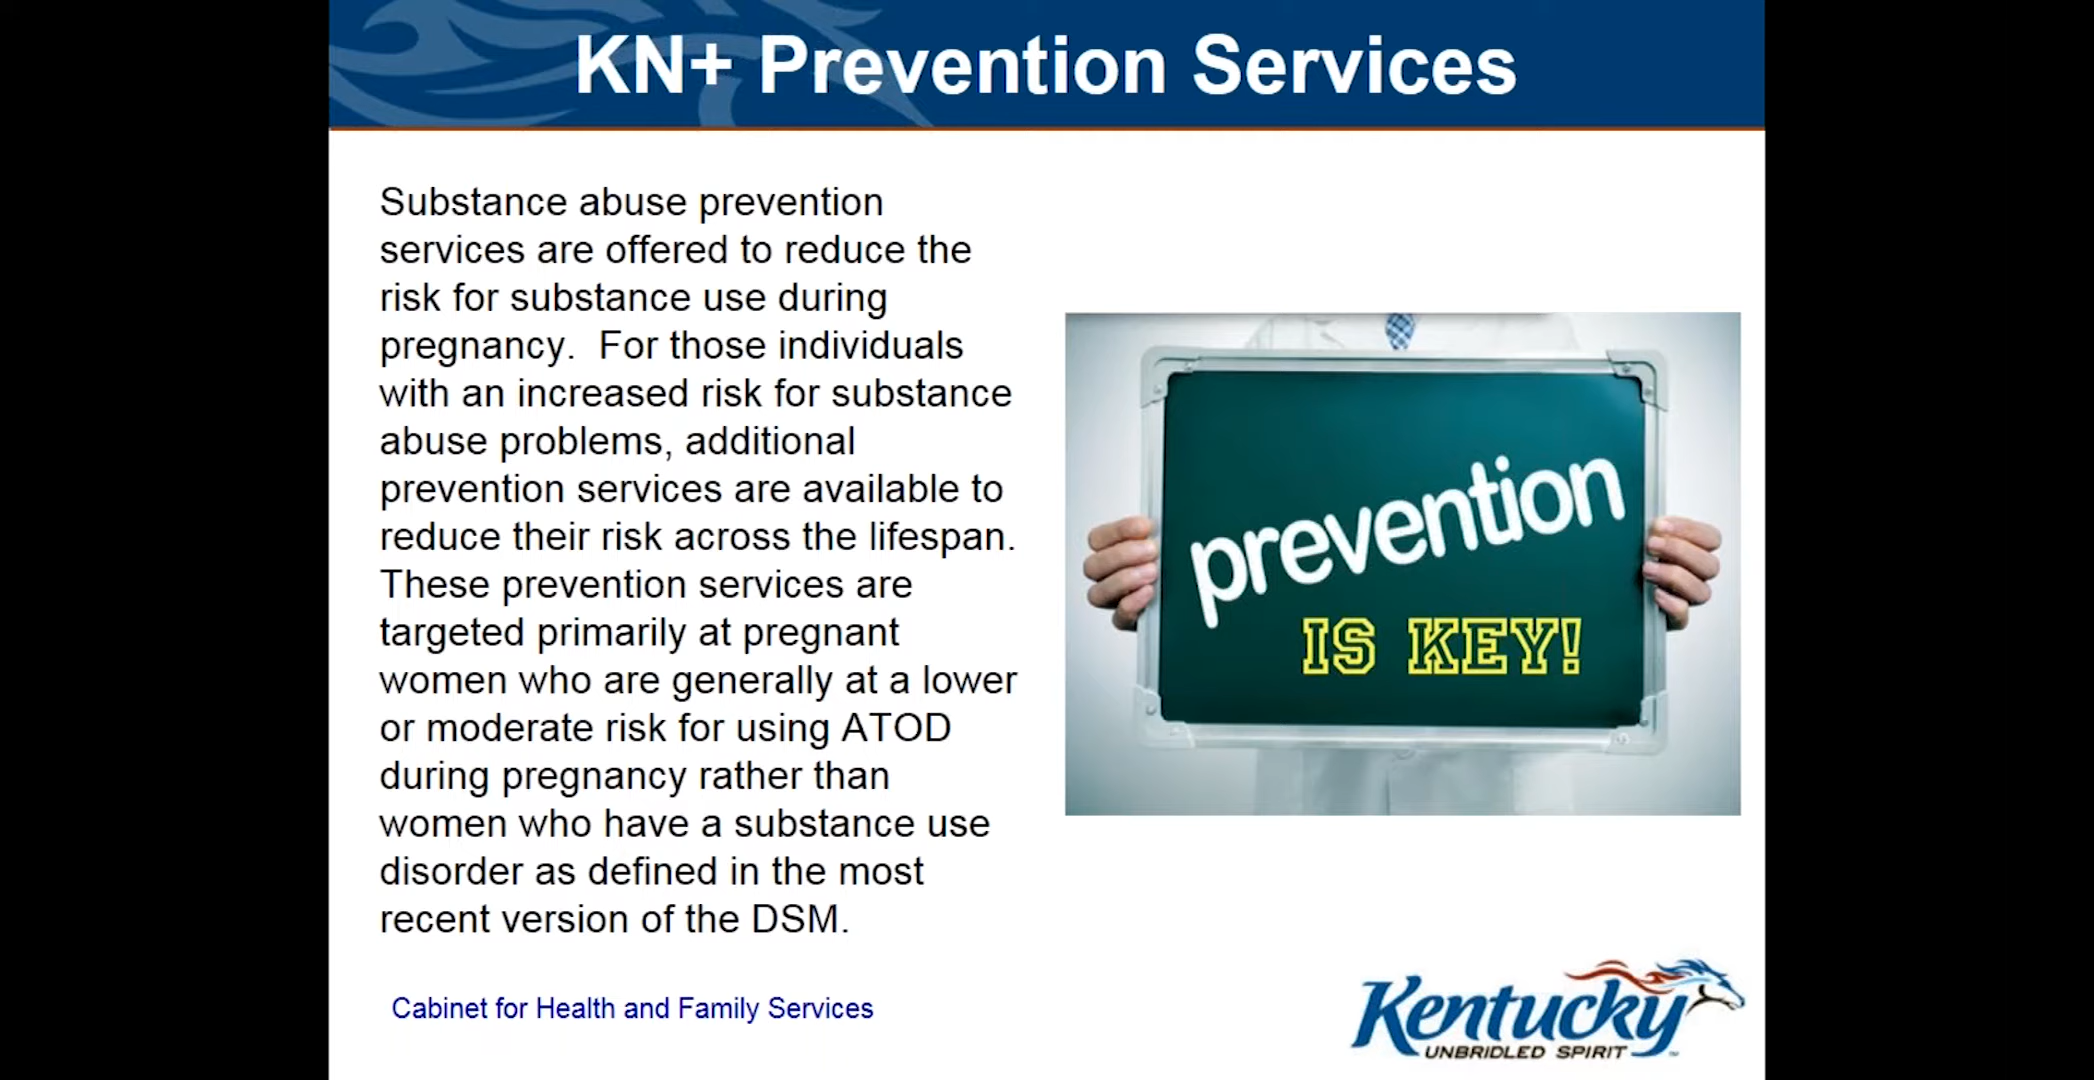 KN+ Prevention Services
Substance abuse prevention
services are offered to reduce the
risk for substance use during
pregnancy.  For those individuals
with an increased risk for substance
abuse problems, additional
prevention services are available to
reduce their risk across the lifespan.
These prevention services are
targeted primarily at pregnant
women who are generally at a lower
or moderate risk for using ATOD
during pregnancy rather than
women who have a substance use
disorder as defined in the most
recent version of the DSM.
prevention
IS KEY!
Cabinet for Health and Family Services
Kentucky
UNBRIDLED SPIRIT™